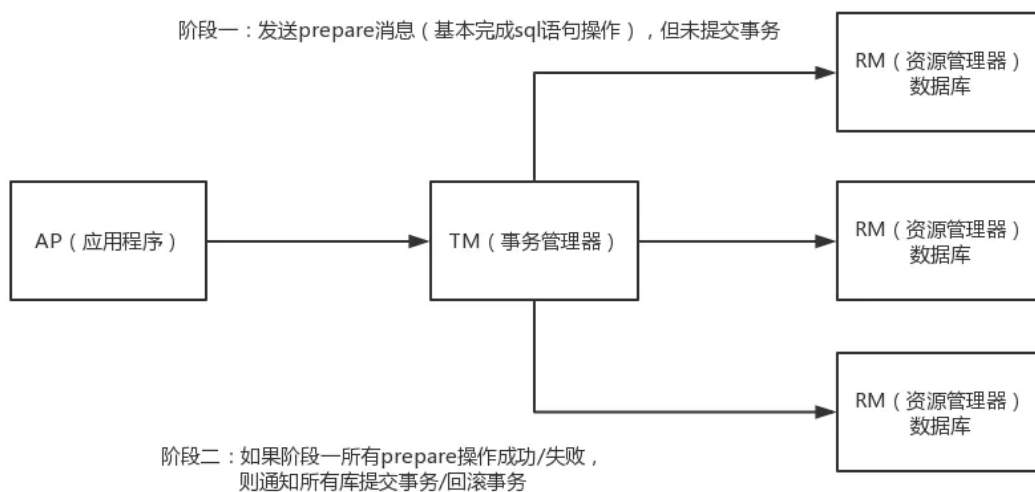 阶段一：发送prepare消息（基本完成sql语句操作），但未提交事务
RM（资源管理器）
数据库
AP（应用程序）
TM（事务管理器）
RM（资源管理器）
数据库
RM（资源管理器）
数据库
阶段二：如果阶段一所有prepare操作成功/失败，
则通知所有库提交事务/回滚事务